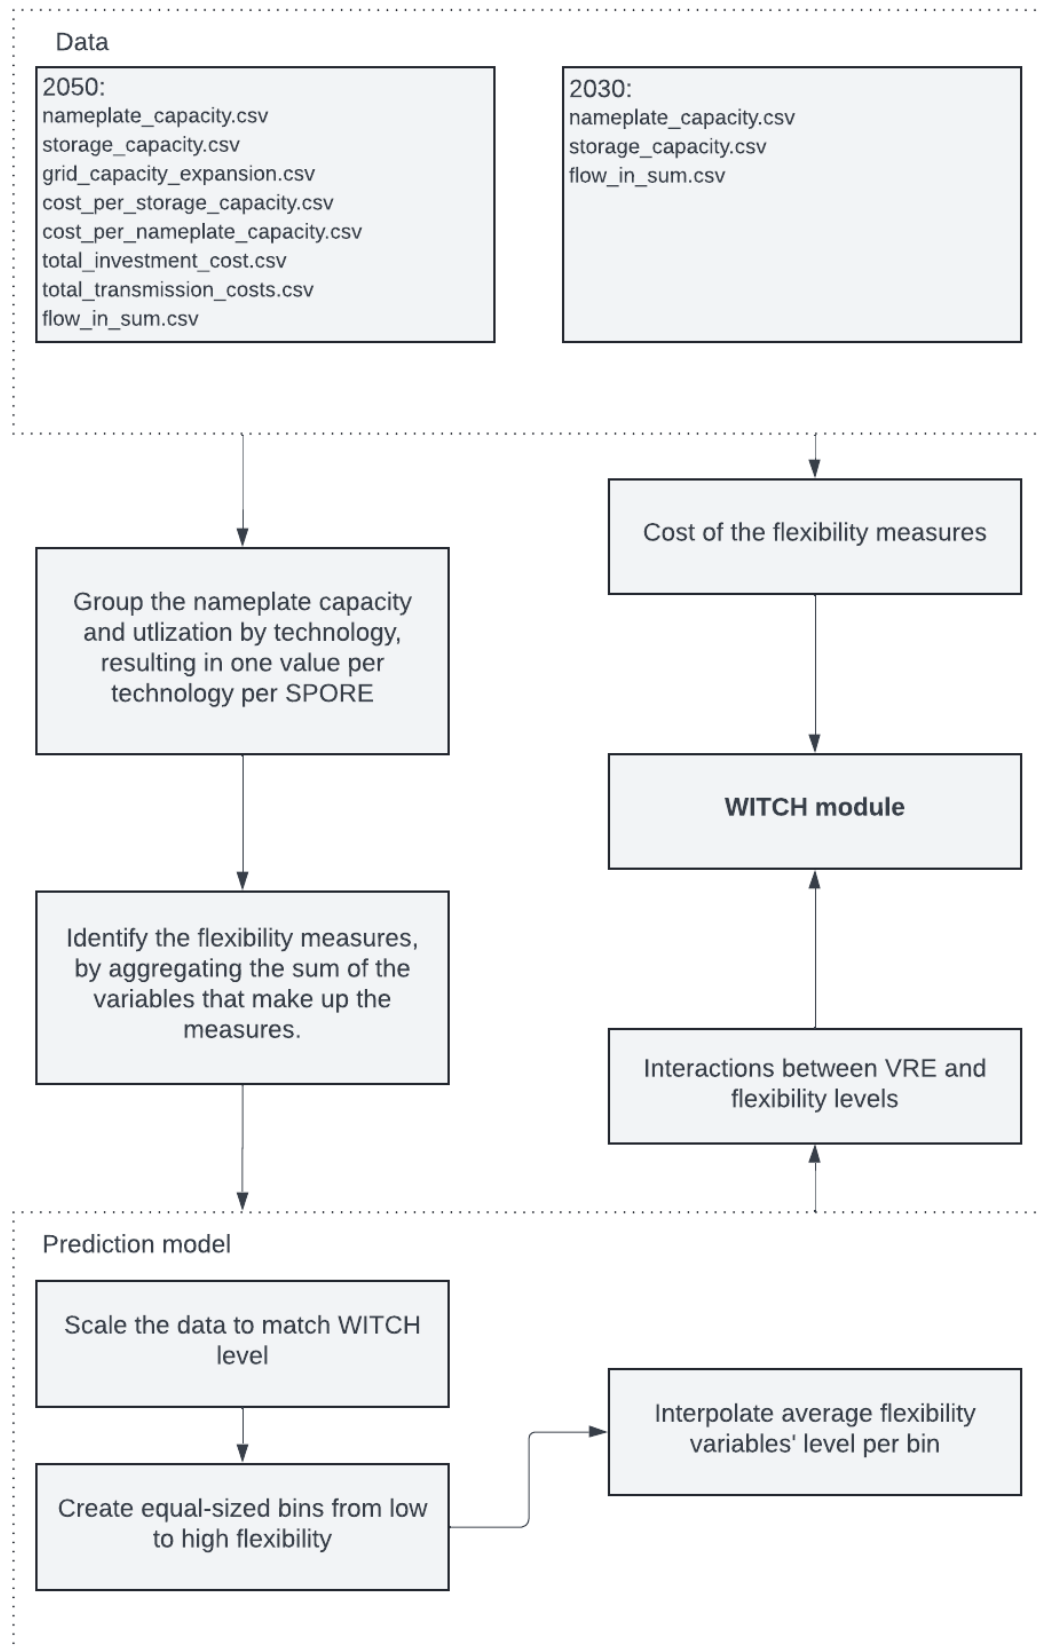 Data
2050:
nameplate_capacity.csv
storage_capacity.csv
grid_capacity_expansion.csv
cost_per_storage_capacity.csv
cost_per_nameplate_capacity.csv
total_investment_cost.csv
total_transmission_costs.csv
flow_in_sum.csv
2030:
nameplate_capacity.csv
storage_capacity.csv
flow_in_sum.csv
Cost of the flexibility measures
Group the nameplate capacity
and utlization by technology,
resulting in one value per
technology per SPORE
WITCH module
Identify the flexibility measures,
by aggregating the sum of the
variables that make up the
measures.
Interactions between VRE and
flexibility levels
Prediction model
Scale the data to match WITCH
level
Create equal-sized bins from low
to high flexibility
Interpolate average flexibility
variables' level per bin